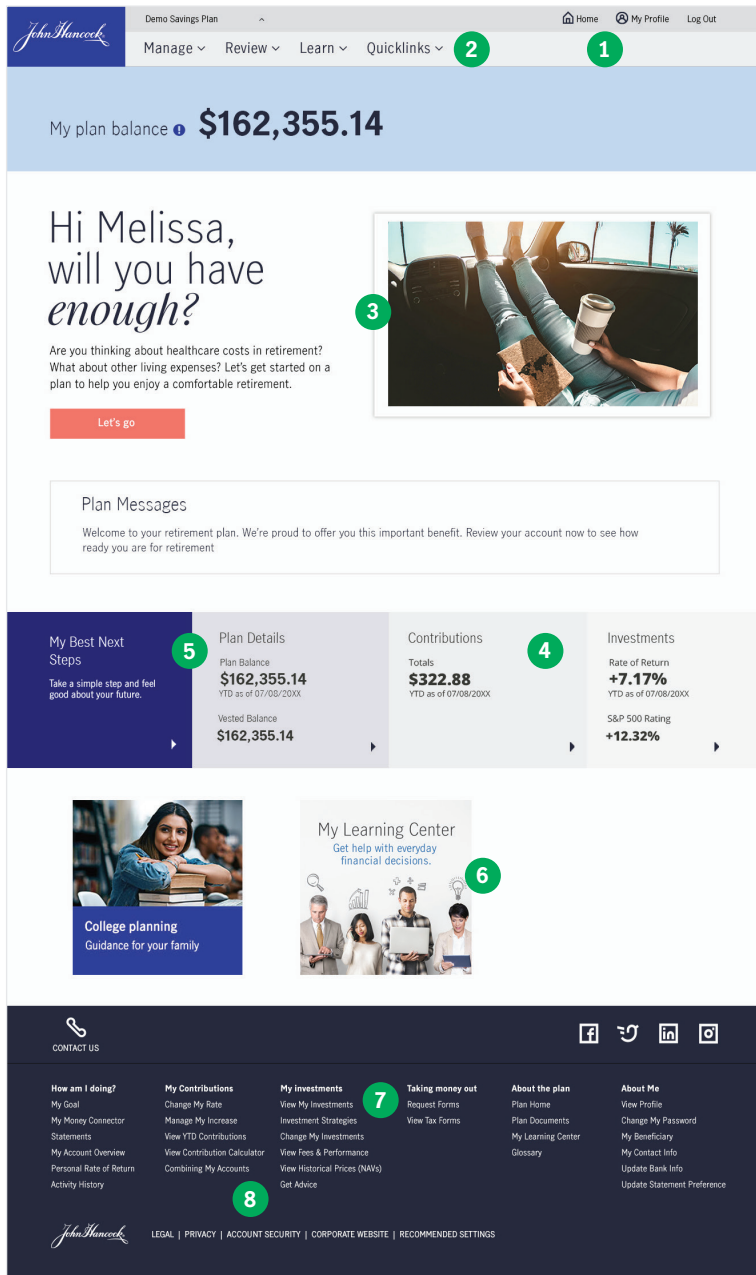 John Hancock
Demo Savings Plan
Home
My Profile
Log Out
Manage
Review
Learn
Quicklinks
2
1
My plan balance $162,355.14
Hi Melissa,
will you have
enough?
3
Are you thinking about healthcare costs in retirement?
What about other living expenses? Let's get started on a
plan to help you enjoy a comfortable retirement.
Let's go
Plan Messages
Welcome to your retirement plan. We're proud to offer you this important benefit. Review your account now to see how
ready you are for retirement
My Best Next
Steps
Take a simple step and feel
good about your future.
5
Plan Details
Plan Balance
$162,355.14
YTD as of 07/08/20XX
Vested Balance
$162,355.14
Contributions
Totals
$322.88
YTD as of 07/08/20XX
4
Investments
Rate of Return
+7.17%
YTD as of 07/08/20XX
S&P 500 Rating
+12.32%
College planning
Guidance for your family
My Learning Center
Get help with everyday
financial decisions.
6
CONTACT US
How am I doing?
My Goal
My Money Connector
Statements
My Account Overview
Personal Rate of Return
Activity History
My Contributions
Change My Rate
Manage My Increase
View YTD Contributions
View Contribution Calculator
Combining My Accounts
My investments
View My Investments
Investment Strategies
Change My Investments
View Fees & Performance
View Historical Prices (NAVs)
Get Advice
7
Taking money out
Request Forms
View Tax Forms
About the plan
Plan Home
Plan Documents
My Learning Center
Glossary
About Me
View Profile
Change My Password
My Beneficiary
My Contact Info
Update Bank Info
Update Statement Preference
8
John Hancock
LEGAL | PRIVACY | ACCOUNT SECURITY | CORPORATE WEBSITE | RECOMMENDED SETTINGS